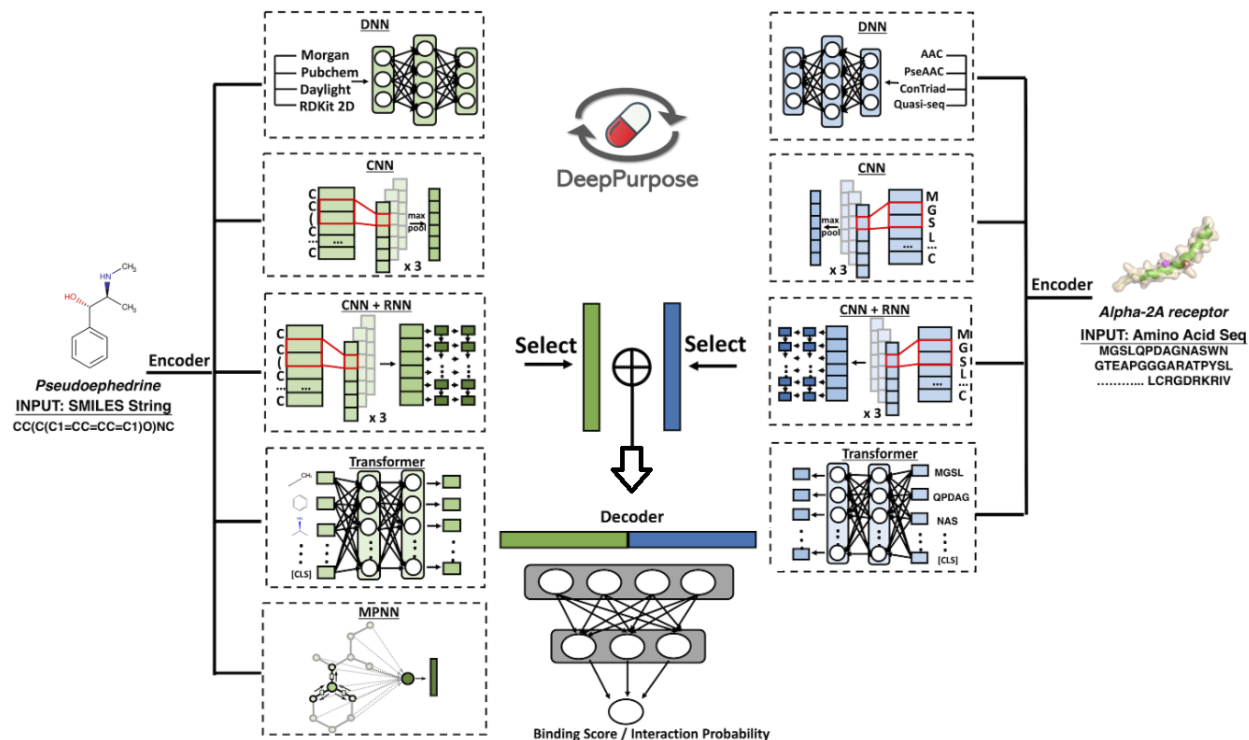 DNN
Morgan
Pubchem
Daylight
RDKit 2D
CNN
C
C
(
C
...
C
...
max
pool
x 3
CNN + RNN
C
C
(
C
...
C
...
x 3
Transformer
CH₃
[CLS]
MPNN
CH₃
HN
HO
CH₃
Encoder
Pseudoephedrine
INPUT: SMILES String
CC(C(C1=CC=CC=C1)O)NC
DeepPurpose
Select
Select
Decoder
Binding Score / Interaction Probability
DNN
AAC
PseAAC
ConTriad
Quasi-seq
CNN
M
G
S
L
...
C
...
max
pool
x 3
CNN + RNN
M
G
S
L
...
C
...
x 3
Transformer
MGSL
QPDAG
NAS
[CLS]
Encoder
Alpha-2A receptor
INPUT: Amino Acid Seq
MGSLQPDAGNASWN
GTEAPGGGARATPYSL
............ LCRGDRKRIV